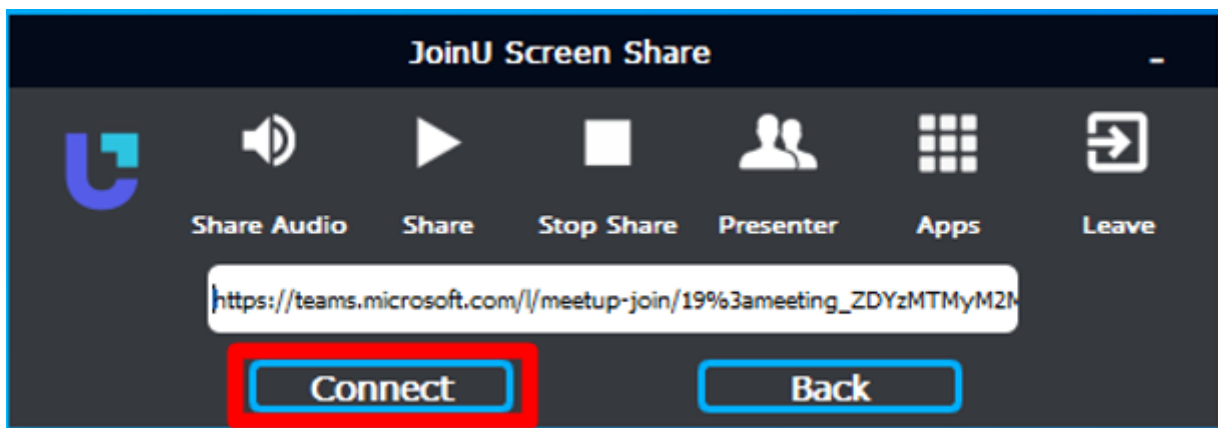 JoinU Screen Share
Share Audio Share Stop Share Presenter Apps Leave
https://teams.microsoft.com/l/meetup-join/19%3ameeting_ZDYzMTMyM2M
Connect Back